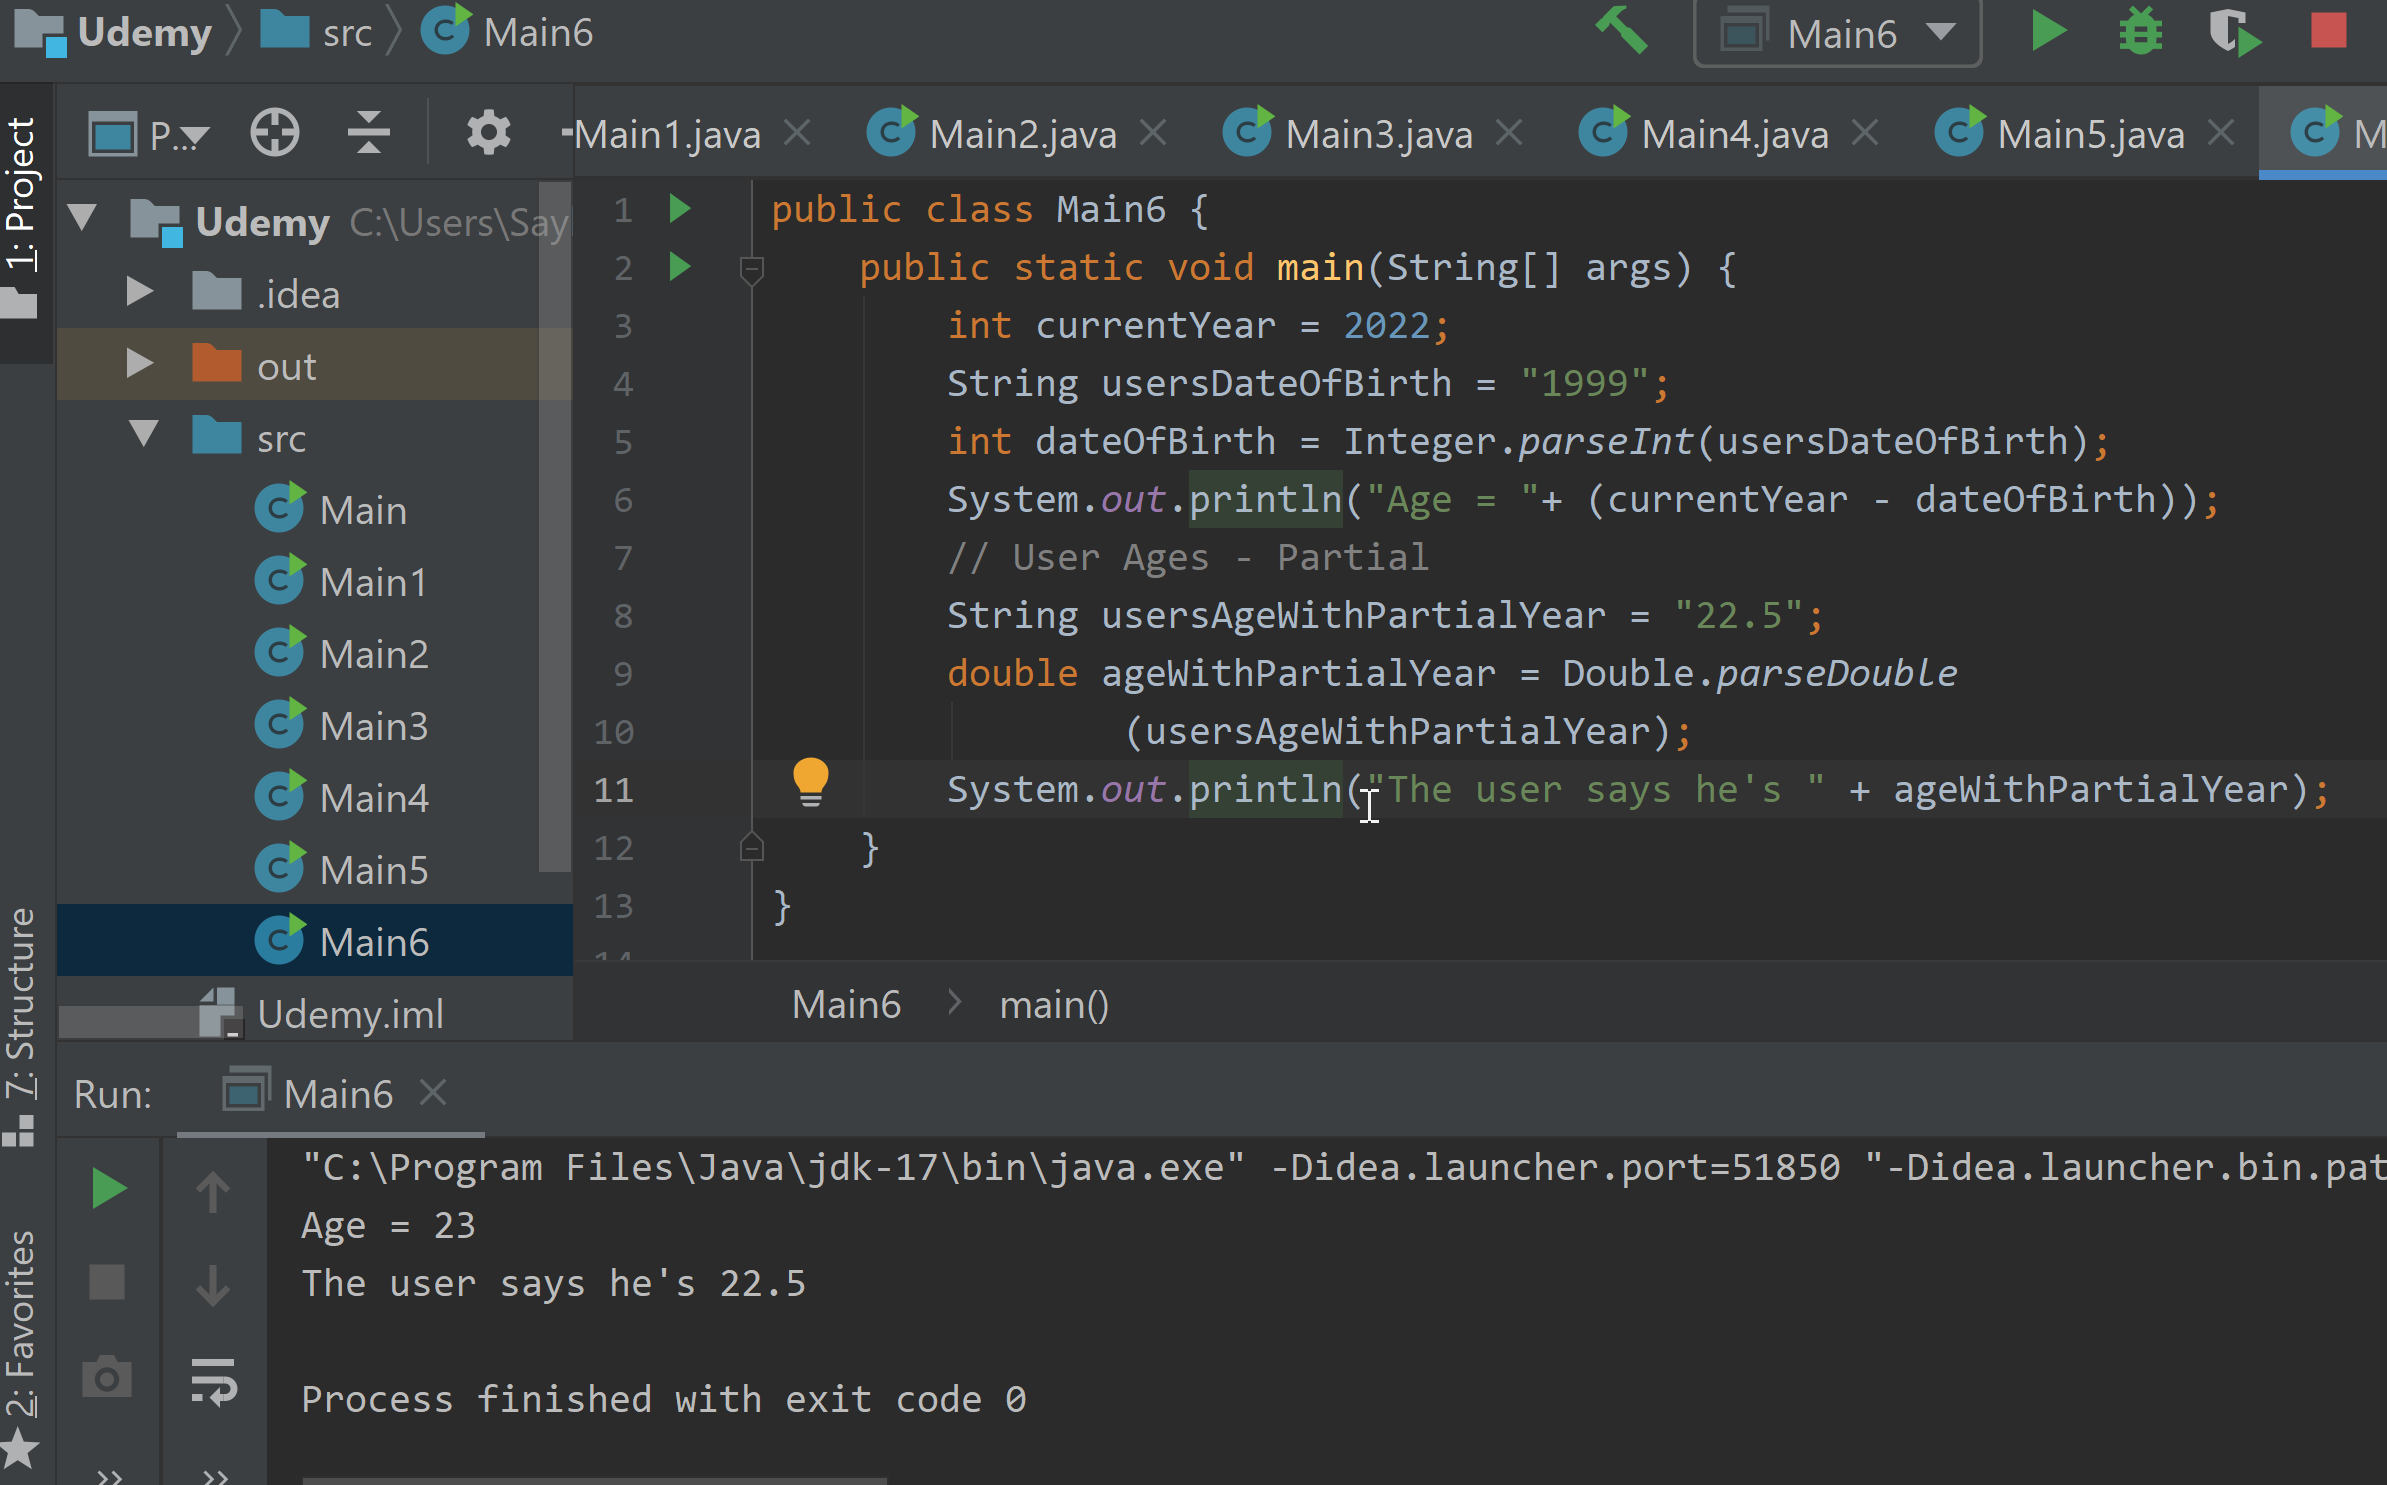 Udemy src Main6
Main6
1: Project
P...
Main1.java Main2.java Main3.java Main4.java Main5.java M
Udemy C:\Users\Say
.idea
out
src
Main
Main1
Main2
Main3
Main4
Main5
Main6
Udemy.iml
1 public class Main6 {
2 public static void main(String[] args) {
3 int currentYear = 2022;
4 String usersDateOfBirth = "1999";
5 int dateOfBirth = Integer.parseInt(usersDateOfBirth);
6 System.out.println("Age = "+ (currentYear - dateOfBirth));
7 // User Ages - Partial
8 String usersAgeWithPartialYear = "22.5";
9 double ageWithPartialYear = Double.parseDouble
10 (usersAgeWithPartialYear);
11 System.out.println("The user says he's " + ageWithPartialYear);
12 }
13 }
14
Main6 main()
7: Structure
2: Favorites
Run: Main6
"C:\Program Files\Java\jdk-17\bin\java.exe" -Didea.launcher.port=51850 "-Didea.launcher.bin.pat
Age = 23
The user says he's 22.5
Process finished with exit code 0